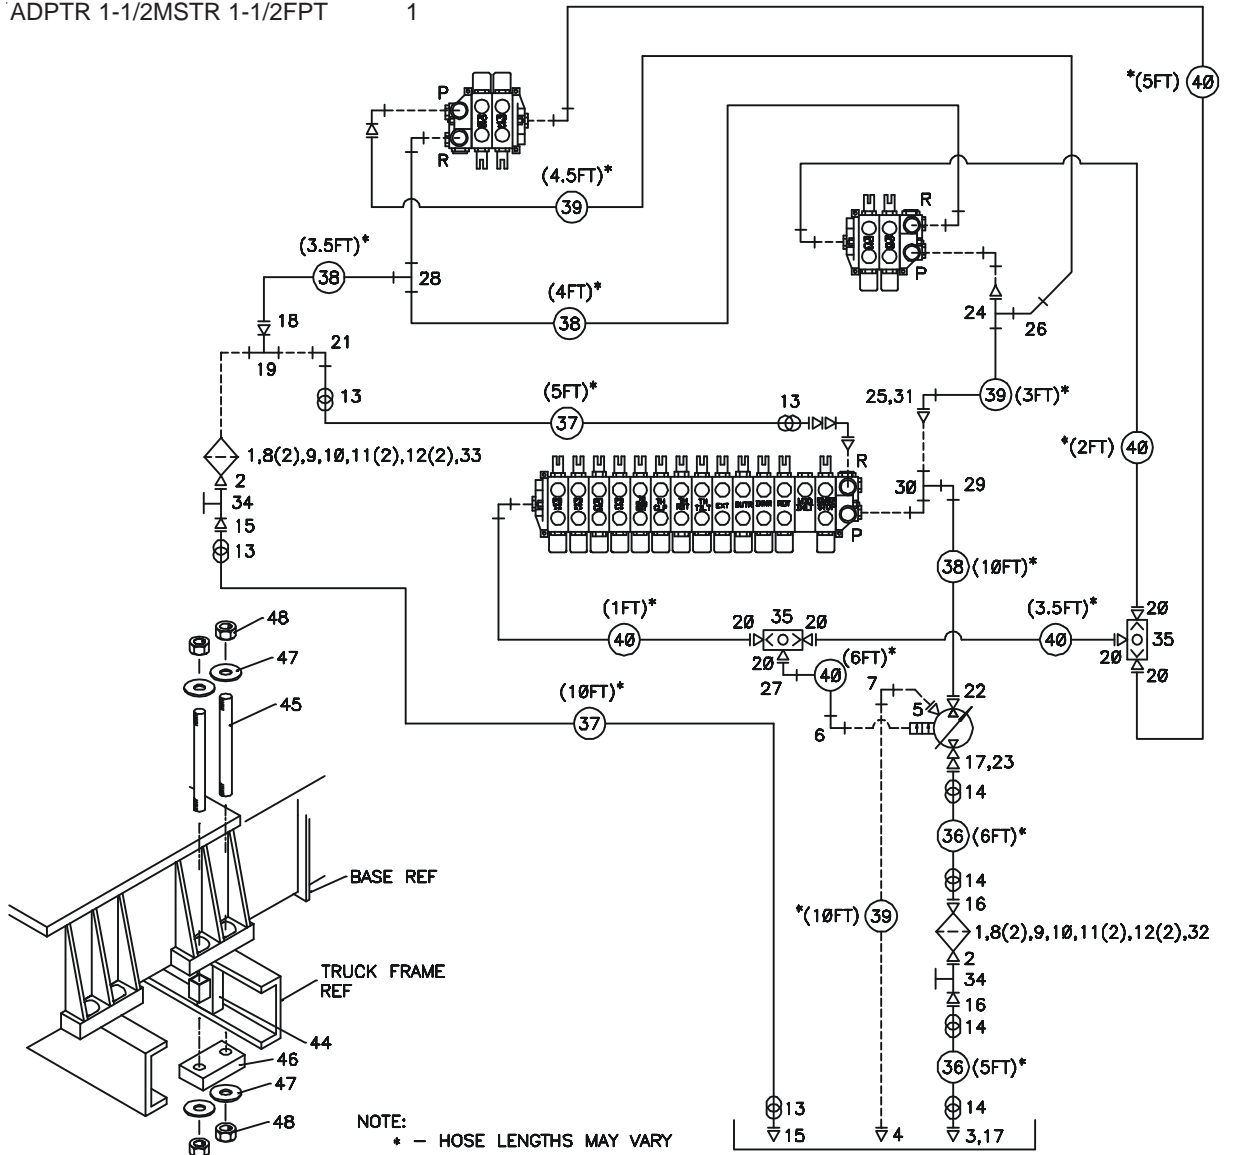 ADPTR 1-1/2MSTR 1-1/2FPT 1
*(5FT) 40
P
R
(4.5FT)*
39
R
P
(3.5FT)*
38
28
(4FT)*
38
24
26
18
21
19
13
(5FT)*
37
13
25,31
39 (3FT)*
*(2FT) 40
1,8(2),9,10,11(2),12(2),33
2
34
15
13
R
30
29
EXT
P
38 (10FT)*
48
47
45
(1FT)*
40
20 35 20
20
27
(6FT)*
40
(3.5FT)*
40
20
35
20
20
7
5
22
6
(10FT)*
37
17,23
14
36 (6FT)*
14
16
*(10FT) 39
1,8(2),9,10,11(2),12(2),32
2
34
16
14
36 (5FT)*
14
BASE REF
TRUCK FRAME
REF
44
46
47
48
NOTE:
* - HOSE LENGTHS MAY VARY
13
15
4
3,17